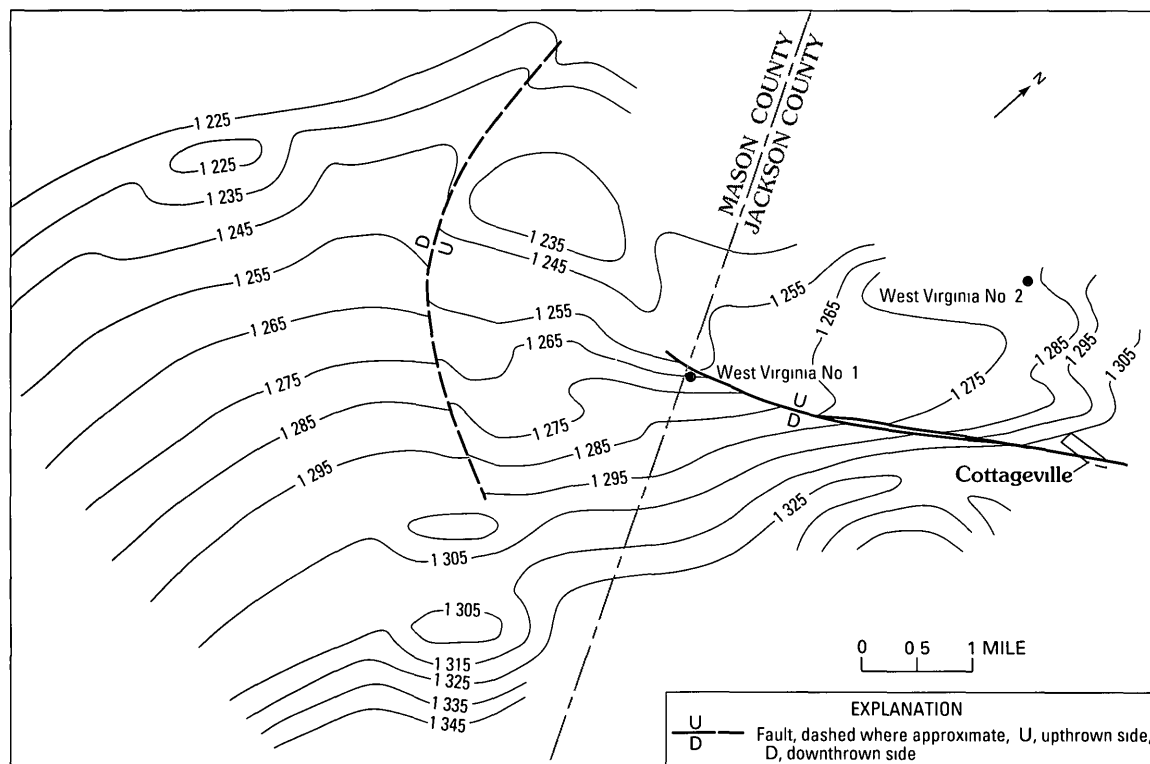 N
MASON COUNTY
JACKSON COUNTY
1 225
1 225
1 235
1 245
1 255
1 265
1 275
1 285
1 295
D
U
1 235
1 245
1 255
1 265
1 275
1 285
1 295
1 305
1 305
1 315
1 325
1 335
1 345
1 255
1 265
West Virginia No. 2
West Virginia No. 1
1 275
1 285
1 295
1 305
U
D
1 325
Cottageville
0 0 5 1 MILE
EXPLANATION
U
D
Fault, dashed where approximate, U, upthrown side,
D, downthrown side